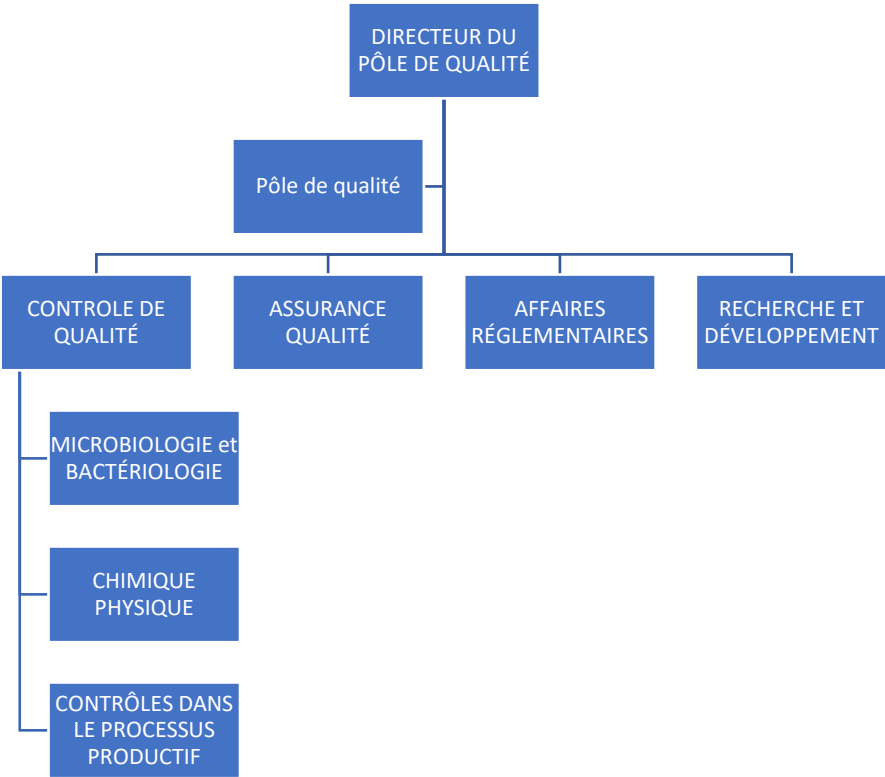 DIRECTEUR DU
PÔLE DE QUALITÉ
Pôle de qualité
CONTROLE DE
QUALITÉ
ASSURANCE
QUALITÉ
AFFAIRES
RÉGLEMENTAIRES
RECHERCHE ET
DÉVELOPPEMENT
MICROBIOLOGIE et
BACTÉRIOLOGIE
CHIMIQUE
PHYSIQUE
CONTRÔLES DANS
LE PROCESSUS
PRODUCTIF